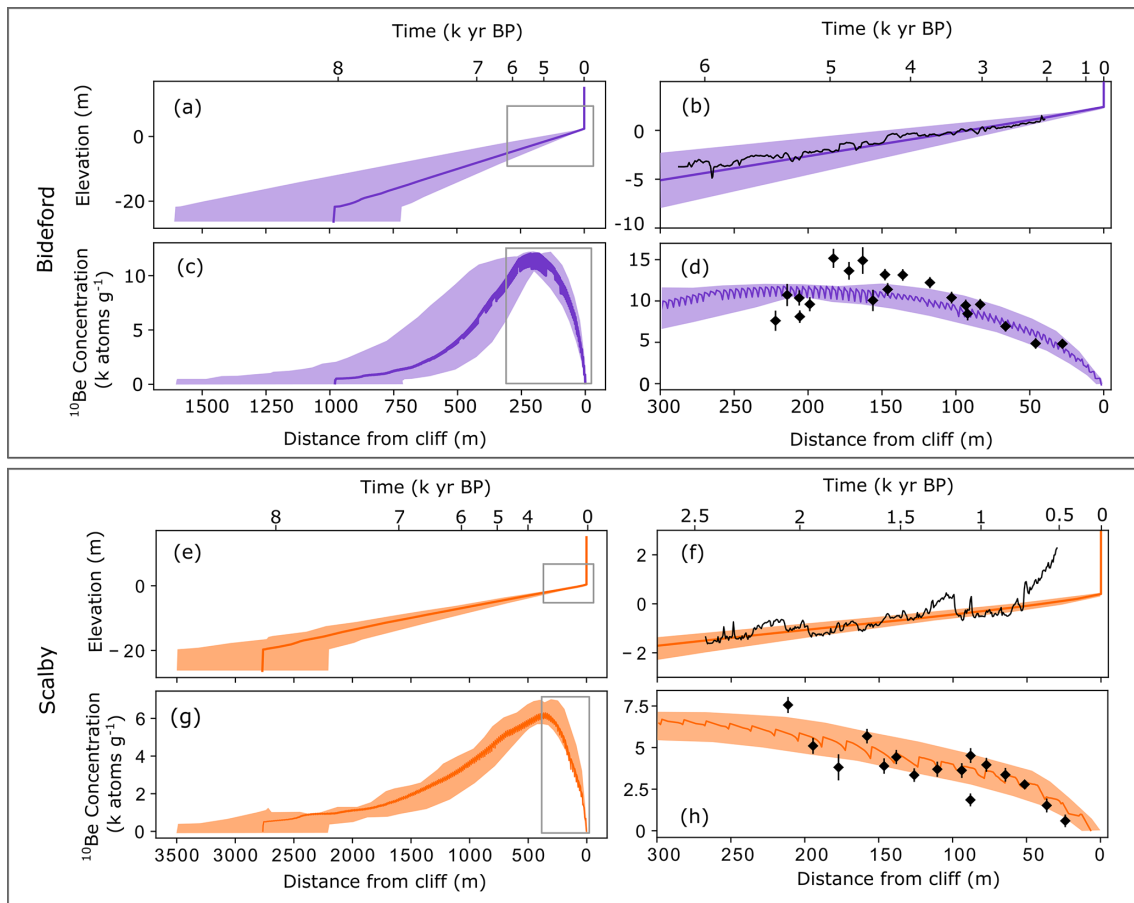 Bideford
Time (k yr BP)
8 7 6 5 0
Elevation (m)
0
-20
(a)
Time (k yr BP)
6 5 4 3 2 1 0
0
-5
-10
(b)
10Be Concentration
(k atoms g-1)
10
5
0
(c)
1500 1250 1000 750 500 250 0
Distance from cliff (m)
15
10
5
0
(d)
300 250 200 150 100 50 0
Distance from cliff (m)
Scalby
Time (k yr BP)
8 7 6 5 4 0
Elevation (m)
0
− 20
(e)
Time (k yr BP)
2.5 2 1.5 1 0.5 0
2
0
− 2
(f)
10Be Concentration
(k atoms g-1)
6
4
2
0
(g)
3500 3000 2500 2000 1500 1000 500 0
Distance from cliff (m)
7.5
5
2.5
0
(h)
300 250 200 150 100 50 0
Distance from cliff (m)